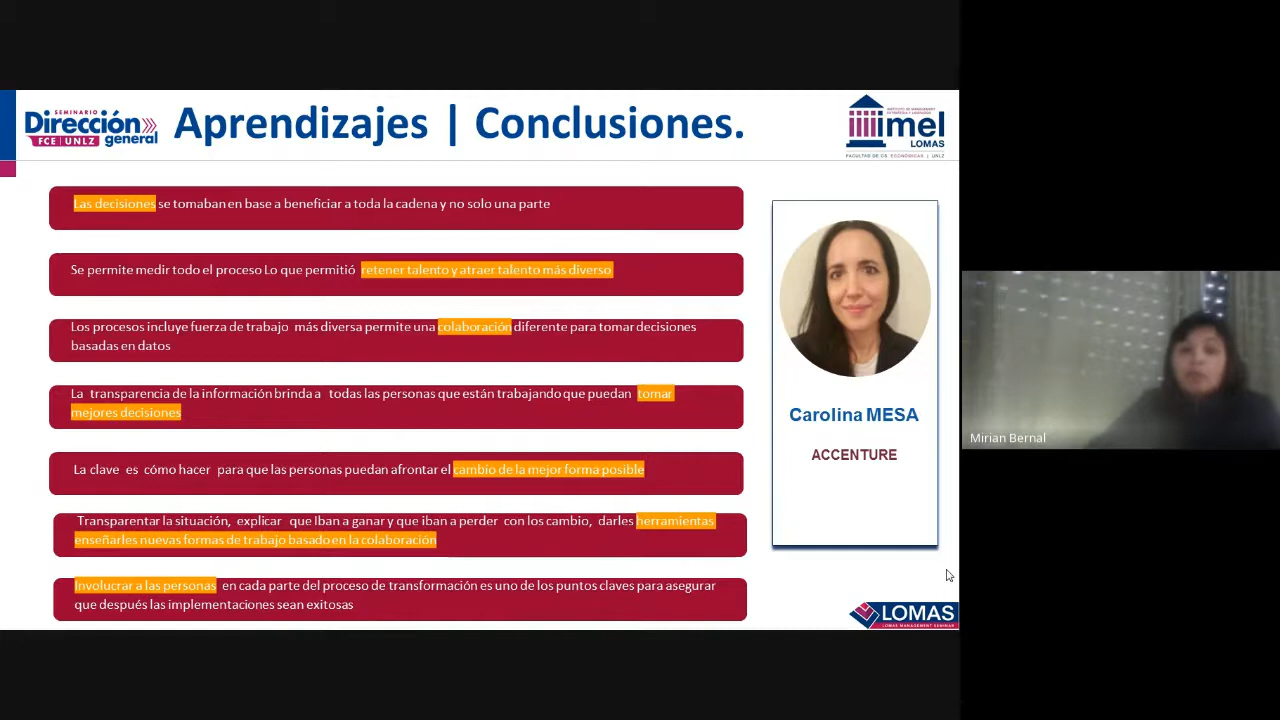 SEMINARIO
Dirección
general
FCE | UNLZ
Aprendizajes | Conclusiones.
imel
LOMAS
FACULTAD DE CS. ECONÓMICAS | UNLZ
Las decisiones se tomaban en base a beneficiar a toda la cadena y no solo una parte
Se permite medir todo el proceso Lo que permitió retener talento y atraer talento más diverso
Los procesos incluye fuerza de trabajo más diversa permite una colaboración diferente para tomar decisiones
basadas en datos
La transparencia de la información brinda a todas las personas que están trabajando que puedan tomar
mejores decisiones
La clave es cómo hacer para que las personas puedan afrontar el cambio de la mejor forma posible
Transparentar la situación, explicar que Iban a ganar y que iban a perder con los cambio, darles herramientas
enseñarles nuevas formas de trabajo basado en la colaboración
Involucrar a las personas en cada parte del proceso de transformación es uno de los puntos claves para asegurar
que después las implementaciones sean exitosas
Carolina MESA
ACCENTURE
LOMAS
LOMAS MANAGEMENT SEMINAR
Mirian Bernal